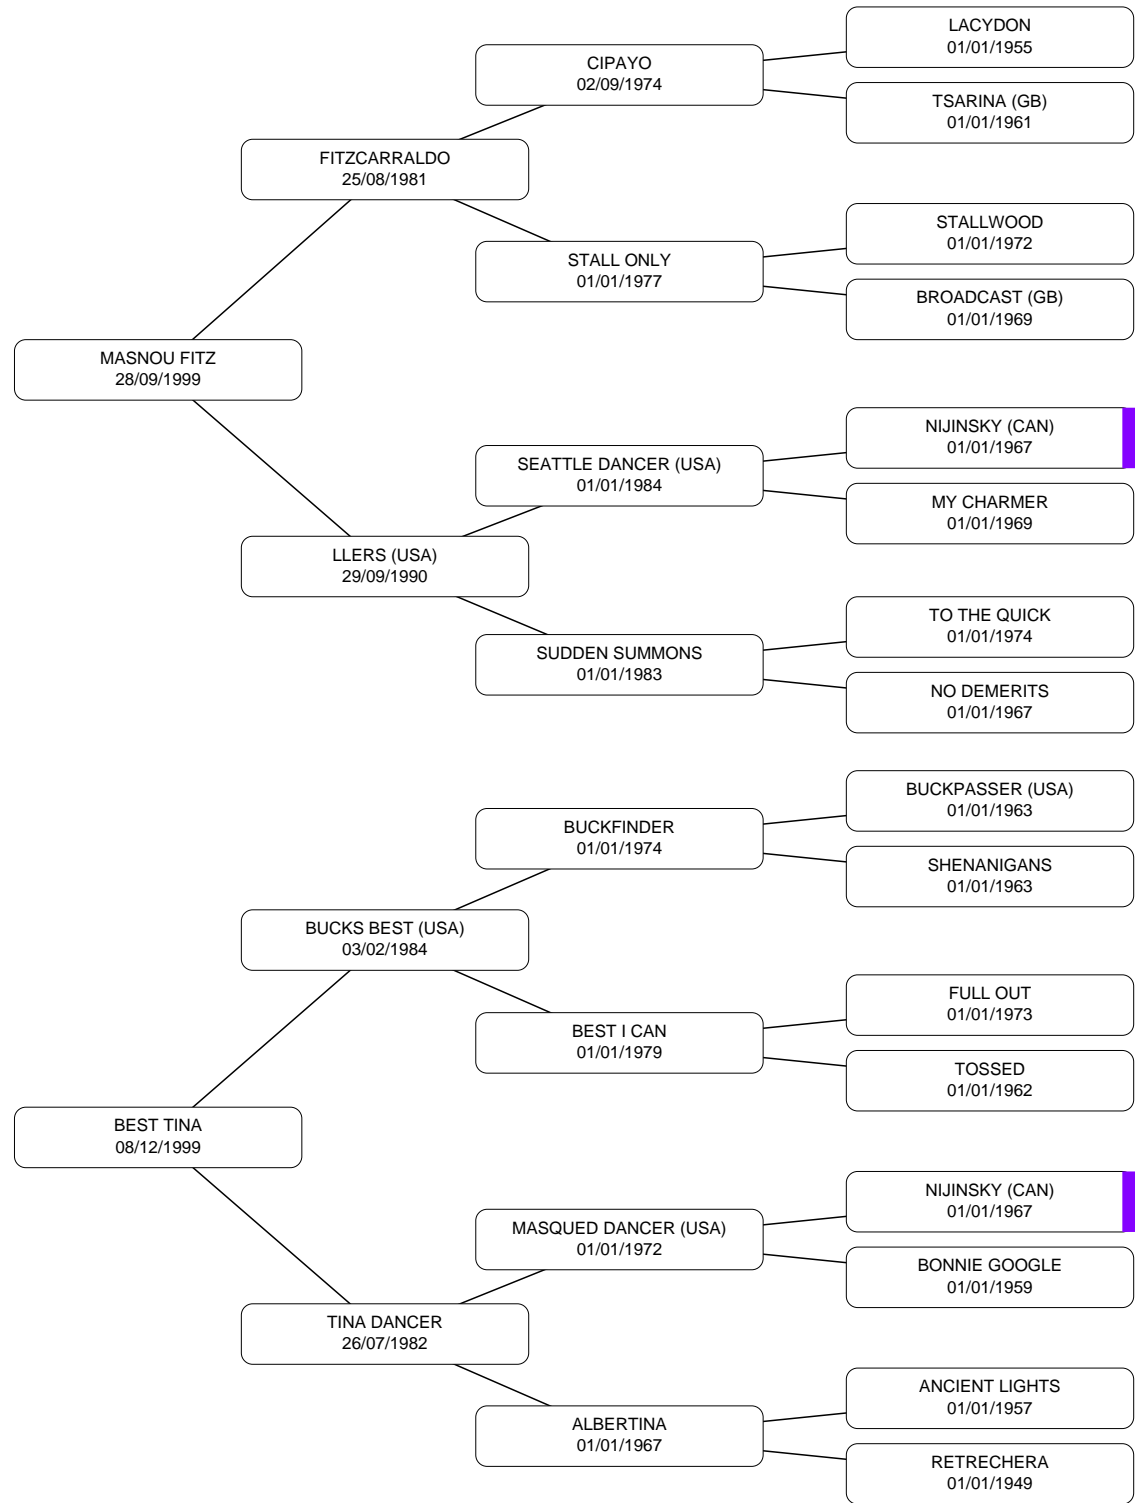 LACYDON
01/01/1955
CIPAYO
02/09/1974
TSARINA (GB)
01/01/1961
FITZCARRALDO
25/08/1981
STALLWOOD
01/01/1972
STALL ONLY
01/01/1977
BROADCAST (GB)
01/01/1969
MASNOU FITZ
28/09/1999
NIJINSKY (CAN)
01/01/1967
SEATTLE DANCER (USA)
01/01/1984
MY CHARMER
01/01/1969
LLERS (USA)
29/09/1990
TO THE QUICK
01/01/1974
SUDDEN SUMMONS
01/01/1983
NO DEMERITS
01/01/1967
BUCKPASSER (USA)
01/01/1963
BUCKFINDER
01/01/1974
SHENANIGANS
01/01/1963
BUCKS BEST (USA)
03/02/1984
FULL OUT
01/01/1973
BEST I CAN
01/01/1979
TOSSED
01/01/1962
BEST TINA
08/12/1999
NIJINSKY (CAN)
01/01/1967
MASQUED DANCER (USA)
01/01/1972
BONNIE GOOGLE
01/01/1959
TINA DANCER
26/07/1982
ANCIENT LIGHTS
01/01/1957
ALBERTINA
01/01/1967
RETRECHERA
01/01/1949